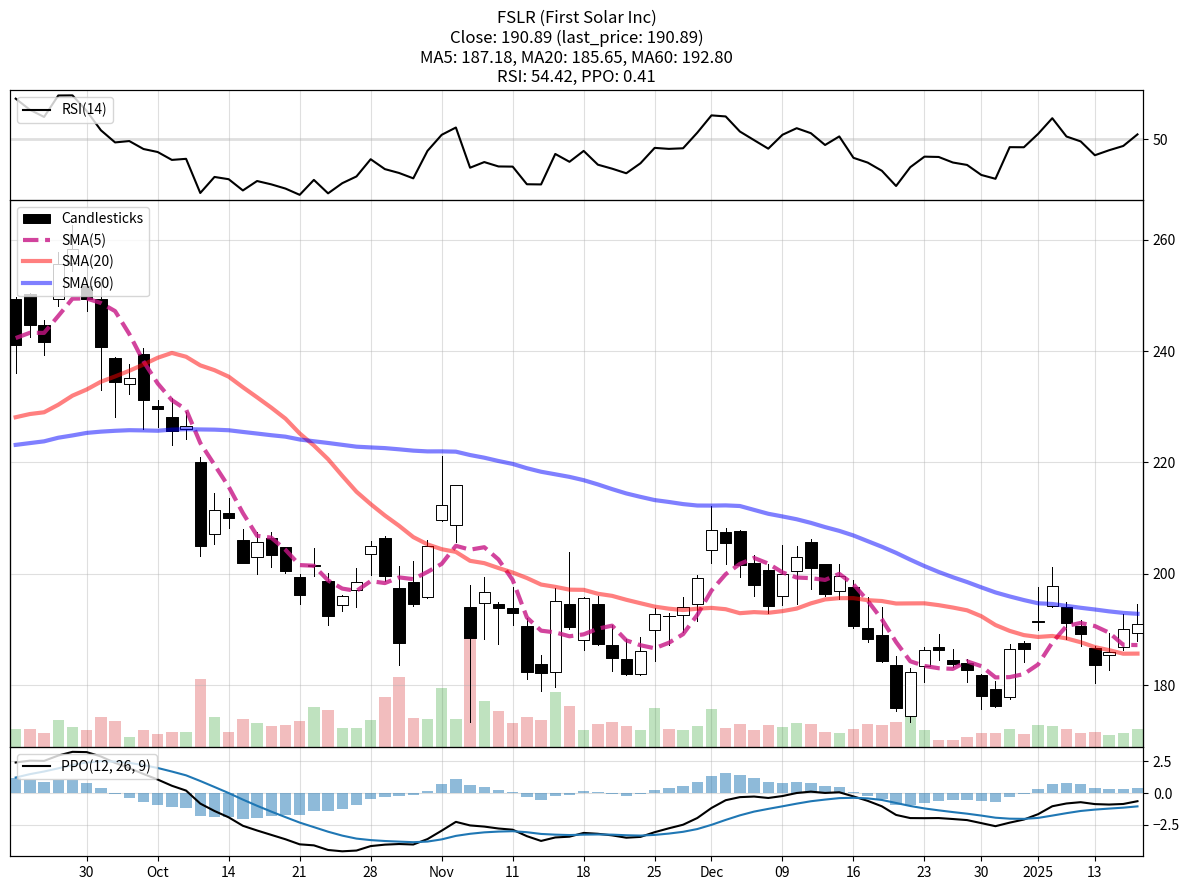 FSLR (First Solar Inc)
Close: 190.89 (last_price: 190.89)
MA5: 187.18, MA20: 185.65, MA60: 192.80
RSI: 54.42, PPO: 0.41
RSI(14)
50
Candlesticks
SMA(5)
SMA(20)
SMA(60)
260
240
220
200
180
PPO(12, 26, 9)
2.5
0.0
−2.5
30 Oct 14 21 28 Nov 11 18 25 Dec 09 16 23 30 2025 13